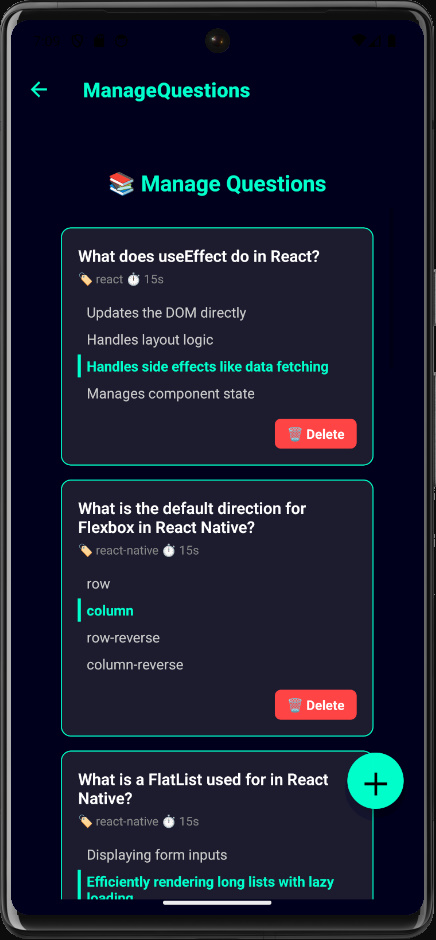 ManageQuestions
📚 Manage Questions
What does useEffect do in React?
🏷️ react ⏱️ 15s
Updates the DOM directly
Handles layout logic
Handles side effects like data fetching
Manages component state
🗑️ Delete
What is the default direction for
Flexbox in React Native?
🏷️ react-native ⏱️ 15s
row
column
row-reverse
column-reverse
🗑️ Delete
What is a FlatList used for in React
Native?
🏷️ react-native ⏱️ 15s
Displaying form inputs
Efficiently rendering long lists with lazy
loading